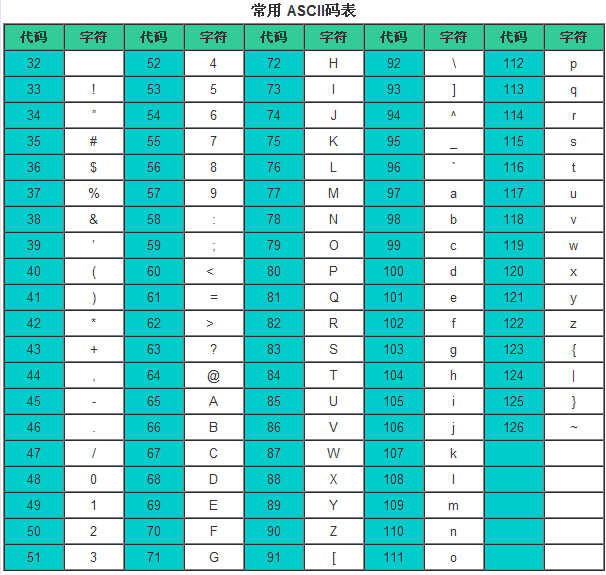 常用 ASCII码表
代码 字符 代码 字符 代码 字符 代码 字符 代码 字符
32 52 4 72 H 92 \ 112 p
33 ! 53 5 73 I 93 ] 113 q
34 " 54 6 74 J 94 ^ 114 r
35 # 55 7 75 K 95 _ 115 s
36 $ 56 8 76 L 96 ` 116 t
37 % 57 9 77 M 97 a 117 u
38 & 58 : 78 N 98 b 118 v
39 ' 59 ; 79 O 99 c 119 w
40 ( 60 < 80 P 100 d 120 x
41 ) 61 = 81 Q 101 e 121 y
42 * 62 > 82 R 102 f 122 z
43 + 63 ? 83 S 103 g 123 {
44 , 64 @ 84 T 104 h 124 |
45 - 65 A 85 U 105 i 125 }
46 . 66 B 86 V 106 j 126 ~
47 / 67 C 87 W 107 k
48 0 68 D 88 X 108 l
49 1 69 E 89 Y 109 m
50 2 70 F 90 Z 110 n
51 3 71 G 91 [ 111 o